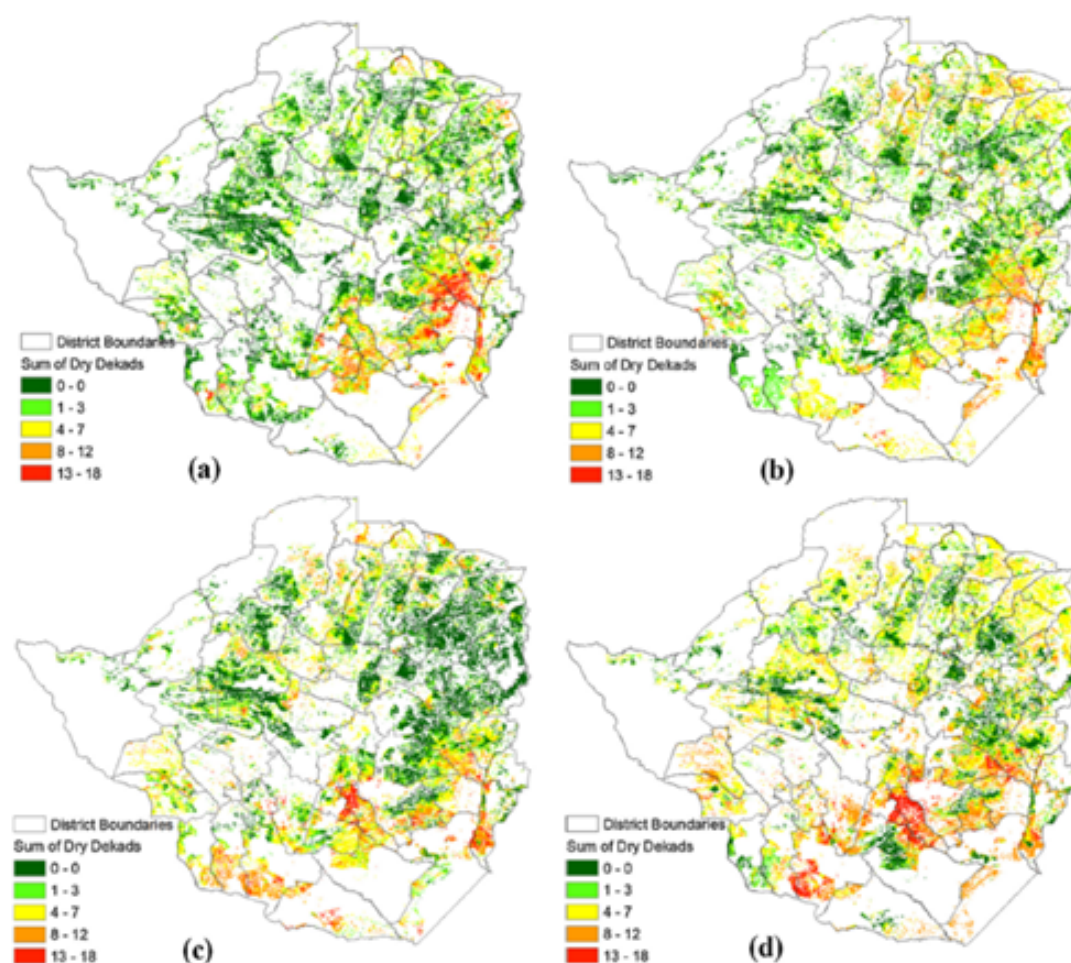 District Boundaries
Sum of Dry Dekads
0 - 0
1 - 3
4 - 7
8 - 12
13 - 18
(a)
District Boundaries
Sum of Dry Dekads
0 - 0
1 - 3
4 - 7
8 - 12
13 - 18
(b)
District Boundaries
Sum of Dry Dekads
0 - 0
1 - 3
4 - 7
8 - 12
13 - 18
(c)
District Boundaries
Sum of Dry Dekads
0 - 0
1 - 3
4 - 7
8 - 12
13 - 18
(d)